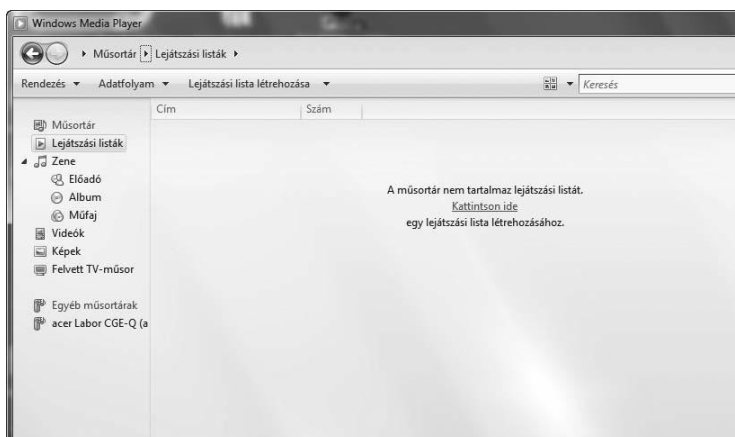 Windows Media Player
Műsortár Lejátszási listák
Rendezés Adatfolyam Lejátszási lista létrehozása Keresés
Cím Szám
Műsortár
Lejátszási listák
Zene
Előadó
Album
Műfaj
Videók
Képek
Felvett TV-műsor
Egyéb műsortárak
acer Labor CGE-Q (a
A műsortár nem tartalmaz lejátszási listát.
Kattintson ide
egy lejátszási lista létrehozásához.